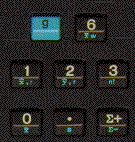 g 6
x̄w
1 2 3
x̄,r ŷ,r n!
0 · Σ+
x̄ s Σ-